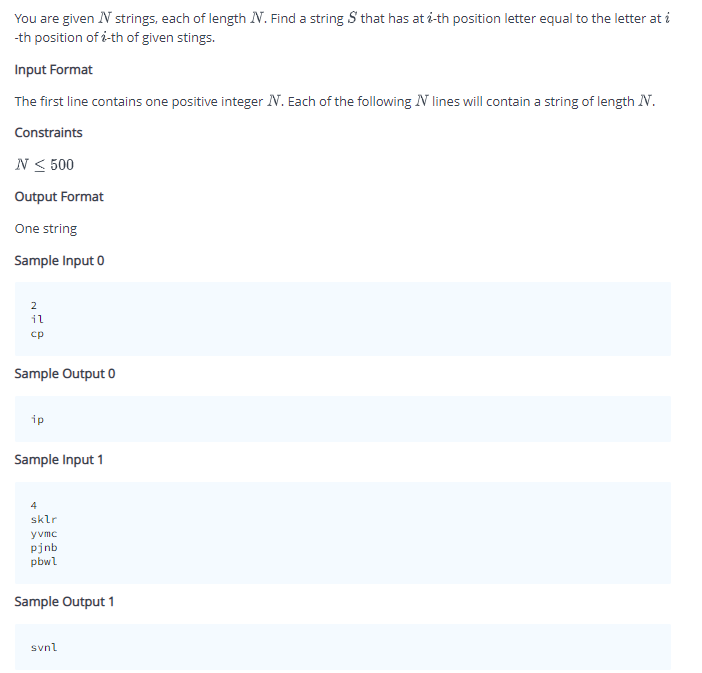 You are given N strings, each of length N. Find a string S that has at i-th position letter equal to the letter at i
-th position of i-th of given stings.
Input Format
The first line contains one positive integer N. Each of the following N lines will contain a string of length N.
Constraints
N ≤ 500
Output Format
One string
Sample Input 0
2
il
cp
Sample Output 0
ip
Sample Input 1
4
sklr
yvmc
pjnb
pbwl
Sample Output 1
svnl